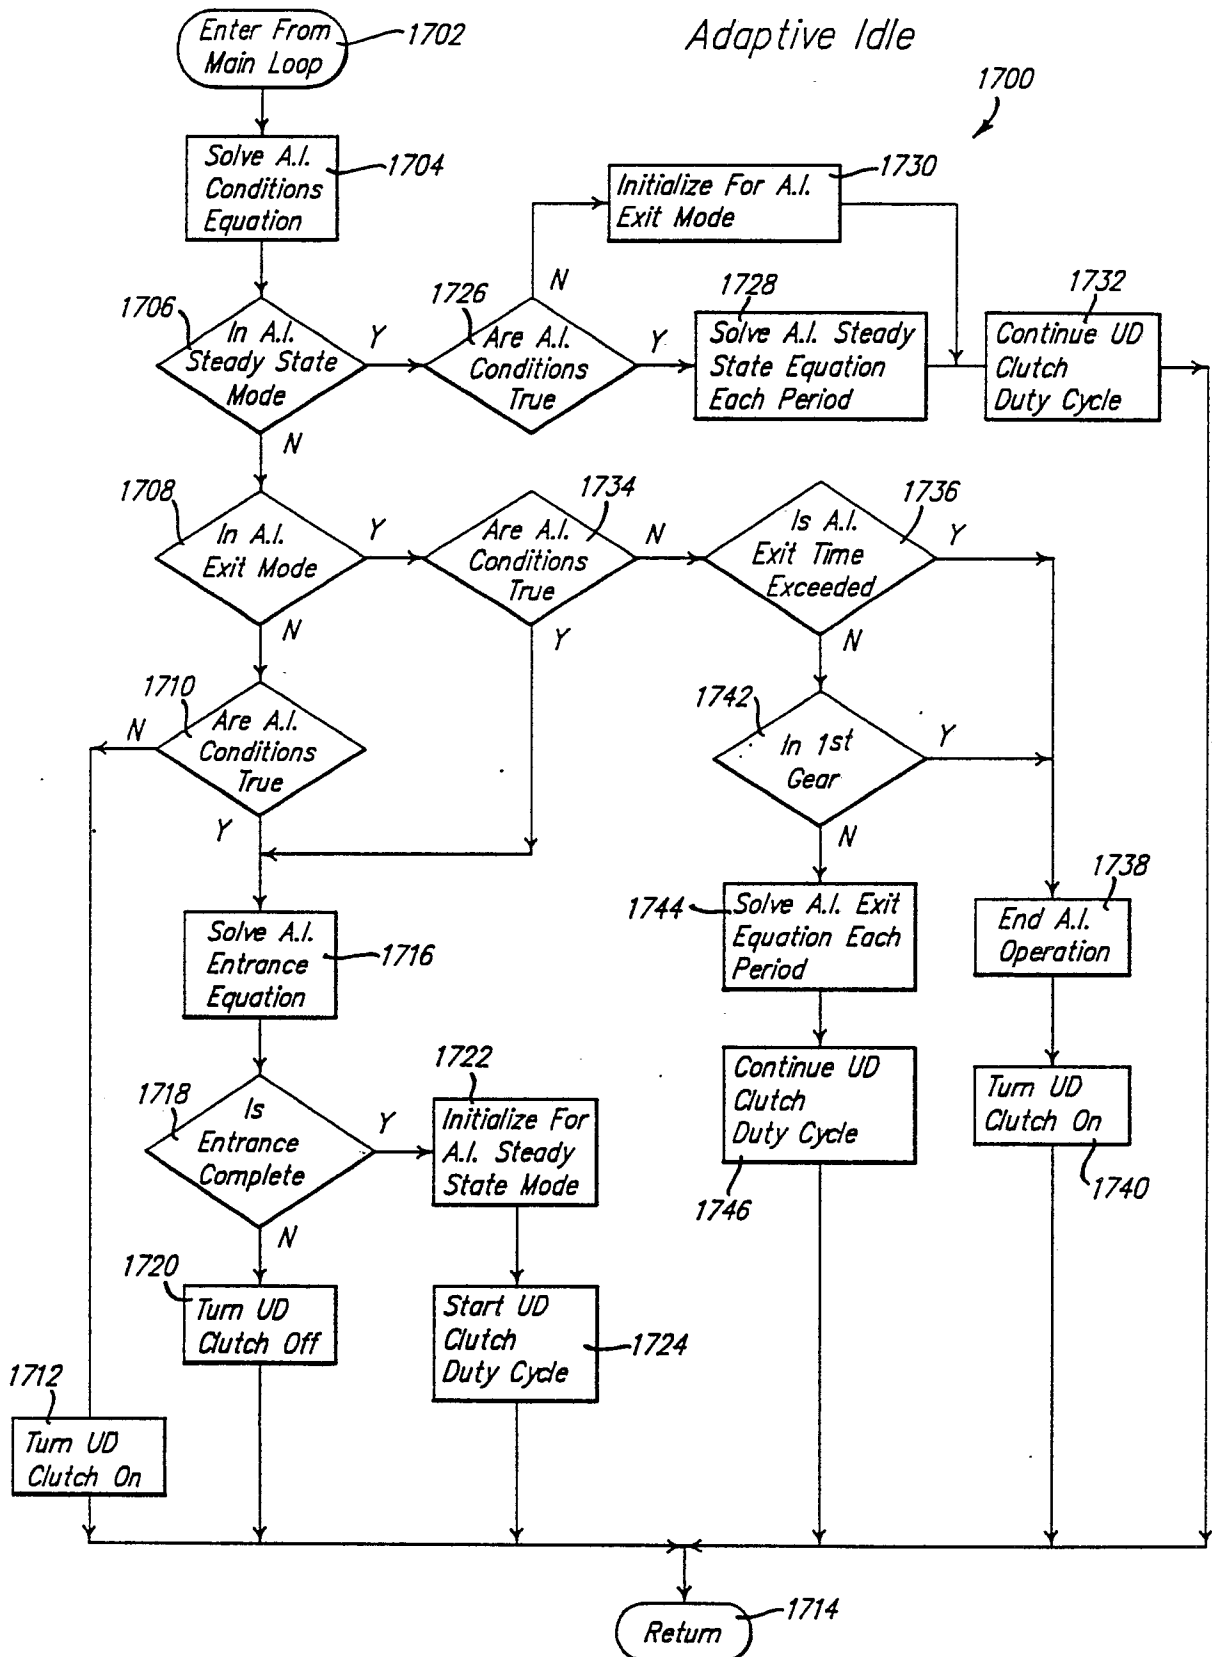 Adaptive Idle
1700
Enter From
Main Loop
1702
Solve A.I.
Conditions
Equation
1704
Initialize For A.I.
Exit Mode
1730
1706
In A.I.
Steady State
Mode
Y
N
1726
Are A.I.
Conditions
True
N
Y
1728
Solve A.I. Steady
State Equation
Each Period
1732
Continue UD
Clutch
Duty Cycle
1708
In A.I.
Exit Mode
Y
N
1734
Are A.I.
Conditions
True
N
Y
1736
Is A.I.
Exit Time
Exceeded
Y
N
1710
Are A.I.
Conditions
True
N
Y
1742
In 1st
Gear
Y
N
1716
Solve A.I.
Entrance
Equation
1744
Solve A.I. Exit
Equation Each
Period
1738
End A.I.
Operation
1718
Is
Entrance
Complete
Y
N
1722
Initialize For
A.I. Steady
State Mode
Continue UD
Clutch
Duty Cycle
1746
Turn UD
Clutch On
1740
1720
Turn UD
Clutch Off
Start UD
Clutch
Duty Cycle
1724
1712
Turn UD
Clutch On
Return
1714